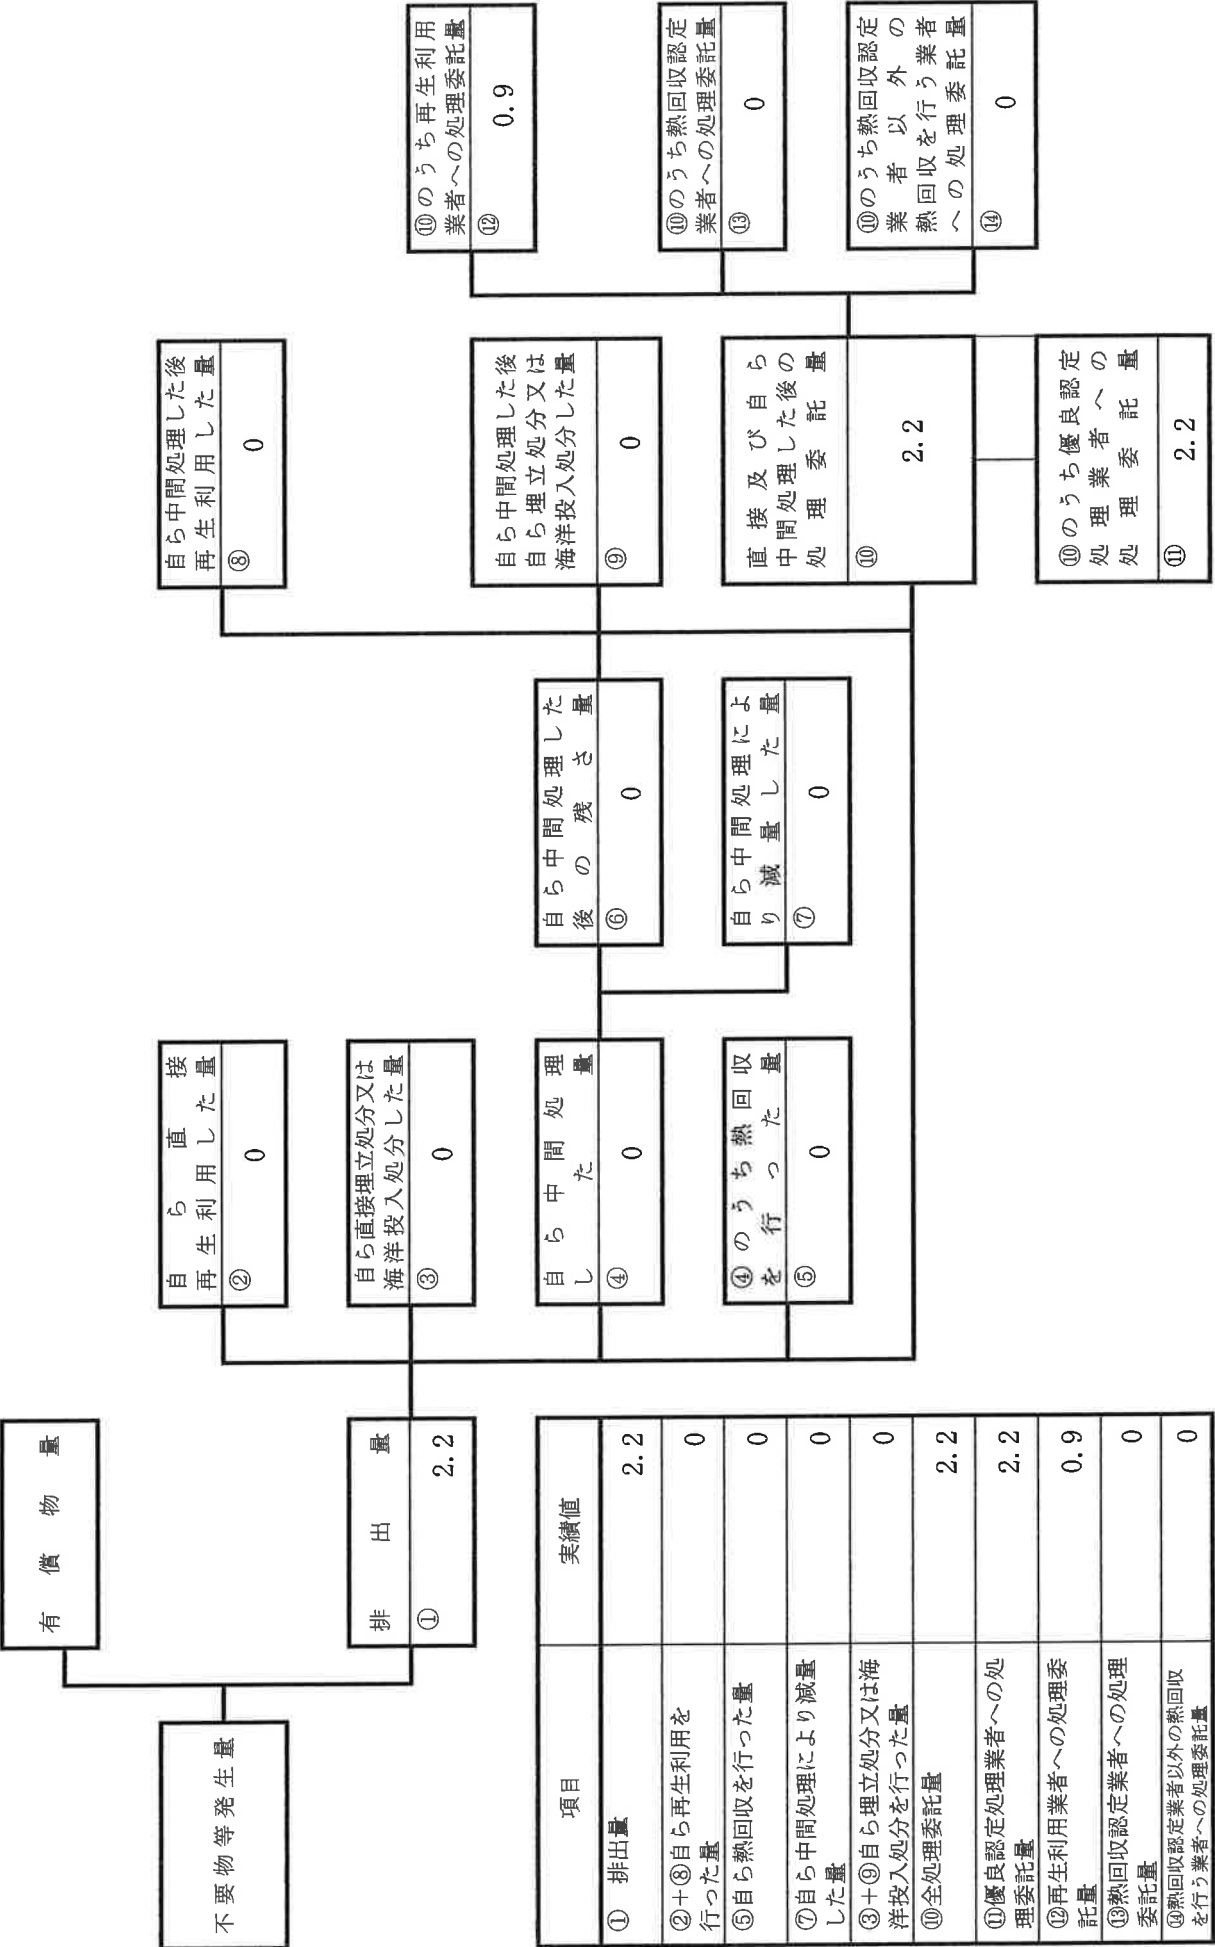 有償物量
不要物等発生量
排出量
① 2.2
自ら直接
再生利用した量
② 0
自ら直接埋立処分又は
海洋投入処分した量
③ 0
自ら中間処理
した量
④ 0
④のうち熱回収
を行った量
⑤ 0
自ら中間処理した
後の残さ量
⑥ 0
自ら中間処理によ
り減量した量
⑦ 0
自ら中間処理した後
再生利用した量
⑧ 0
自ら中間処理した後
自ら埋立処分又は
海洋投入処分した量
⑨ 0
直接及び自ら
中間処理した後の
処理委託量
⑩ 2.2
⑩のうち優良認定
処理業者への
処理委託量
⑪ 2.2
⑩のうち再生利用
業者への処理委託量
⑫ 0.9
⑩のうち熱回収認定
業者への処理委託量
⑬ 0
⑩のうち熱回収認定
業者以外の
熱回収を行う業者
への処理委託量
⑭ 0
項目 実績値
① 排出量 2.2
②+⑧自ら再生利用を
行った量 0
⑤自ら熱回収を行った量 0
⑦自ら中間処理により減量
した量 0
③+⑨自ら埋立処分又は海
洋投入処分を行った量 0
⑩全処理委託量 2.2
⑪優良認定処理業者への処
理委託量 2.2
⑫再生利用業者への処理委
託量 0.9
⑬熱回収認定業者への処理
委託量 0
⑭熱回収認定業者以外の熱回収
を行う業者への処理委託量 0